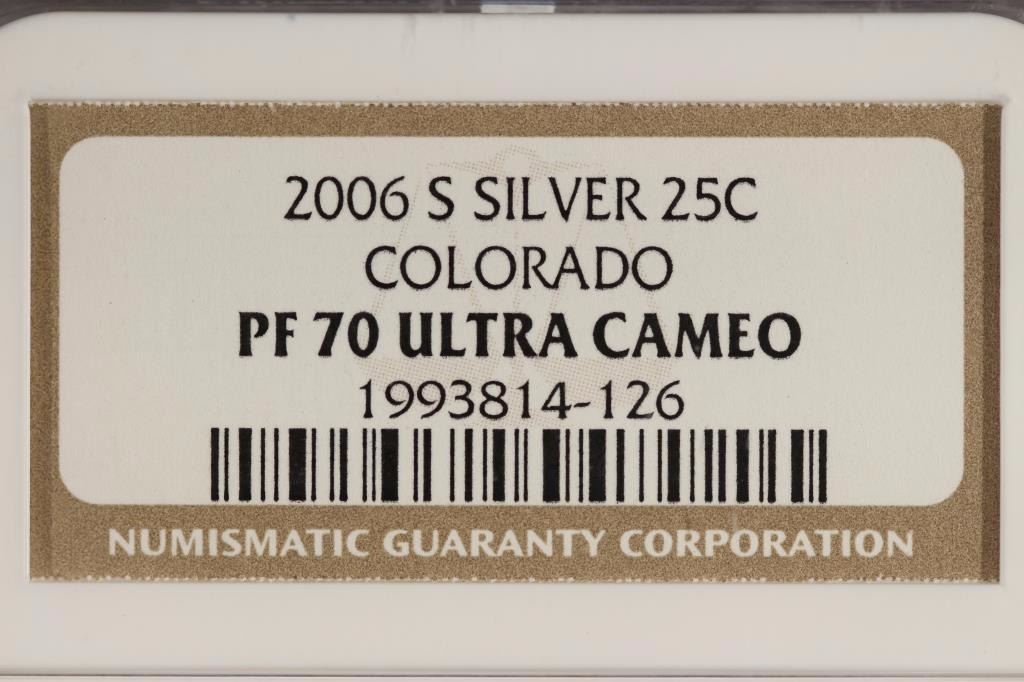 2006 S SILVER 25C
COLORADO
PF 70 ULTRA CAMEO
1993814-126
NUMISMATIC GUARANTY CORPORATION